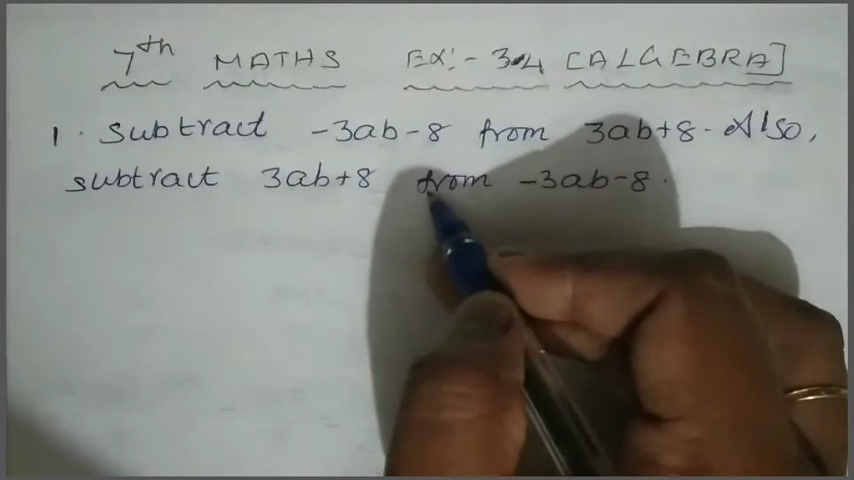 7th MATHS EX:- 3.4 [ALGEBRA]
1. Subtract -3ab-8 from 3ab+8. Also,
subtract 3ab+8 from -3ab-8.